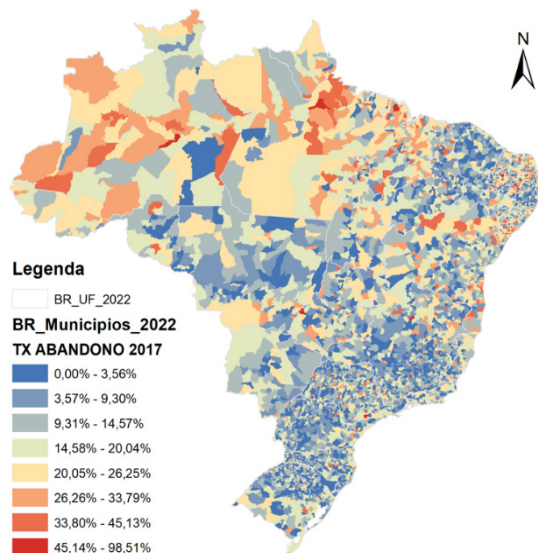 N
Legenda
BR_UF_2022
BR_Municipios_2022
TX ABANDONO 2017
0,00% - 3,56%
3,57% - 9,30%
9,31% - 14,57%
14,58% - 20,04%
20,05% - 26,25%
26,26% - 33,79%
33,80% - 45,13%
45,14% - 98,51%